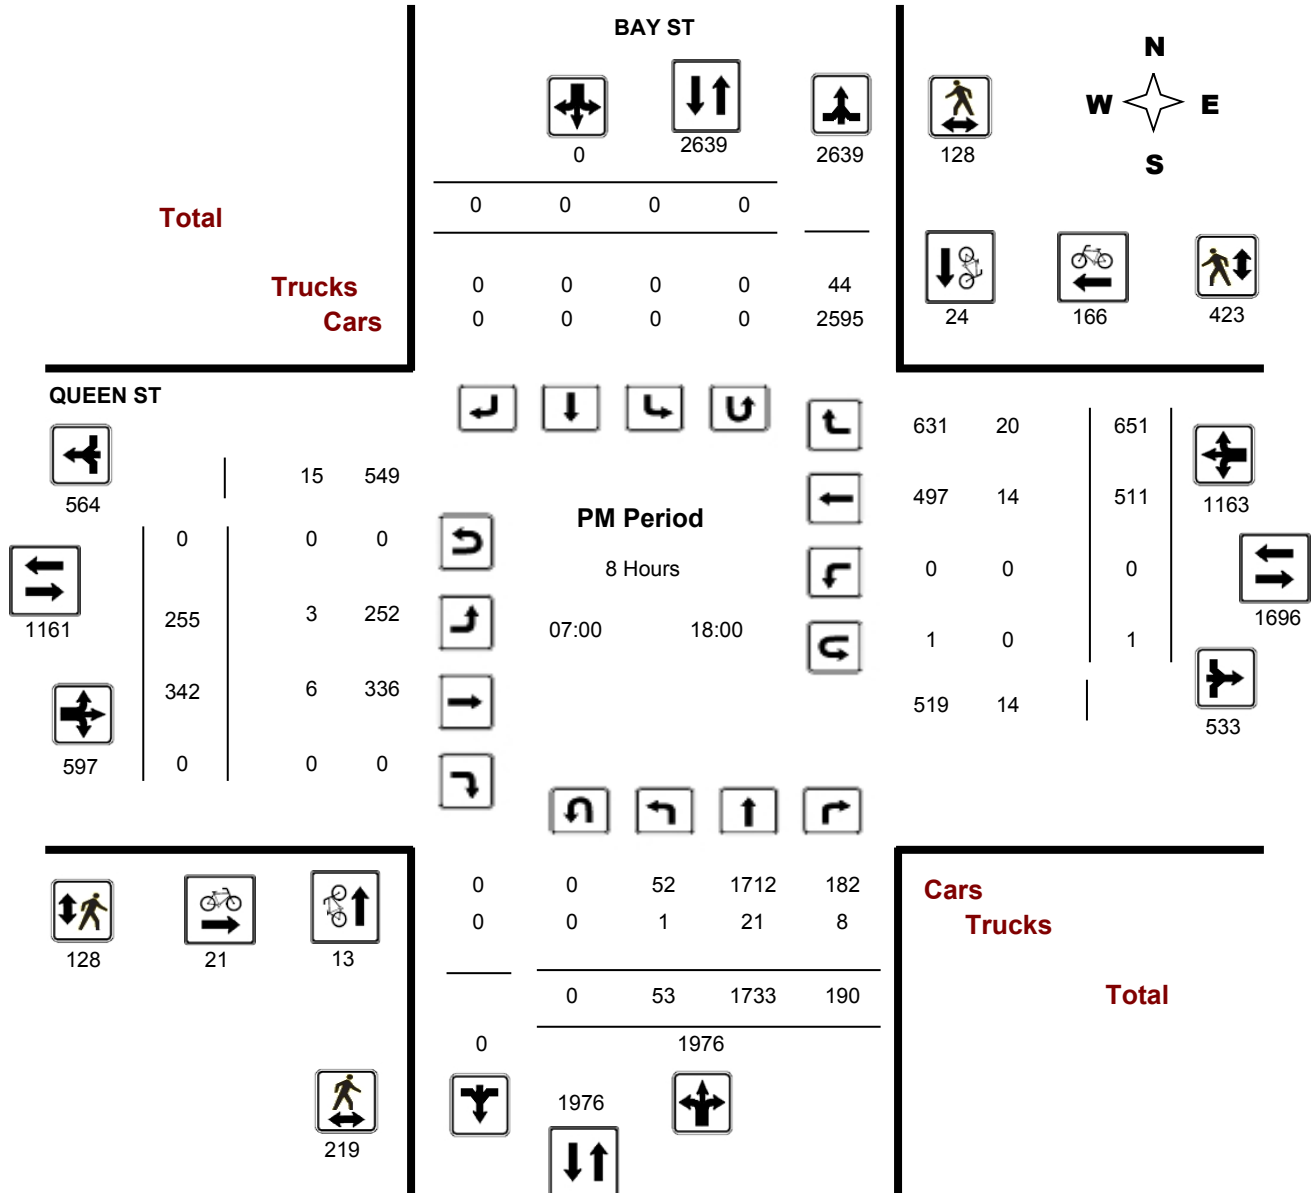 BAY ST
N
W E
S
0 2639 2639 128
0 0 0 0
Total
Trucks 0 0 0 0 44
Cars 0 0 0 0 2595
24 166 423
QUEEN ST
631 20 651
15 549
564
497 14 511 1163
PM Period
0 0 0
8 Hours
0 0 0
3 252
255
1161
07:00 18:00
1696
1 0 1
342 6 336
519 14
533
597 0 0 0
0 0 52 1712 182
Cars
0 0 1 21 8
Trucks
128 21 13
0 53 1733 190
Total
0 1976
1976
219